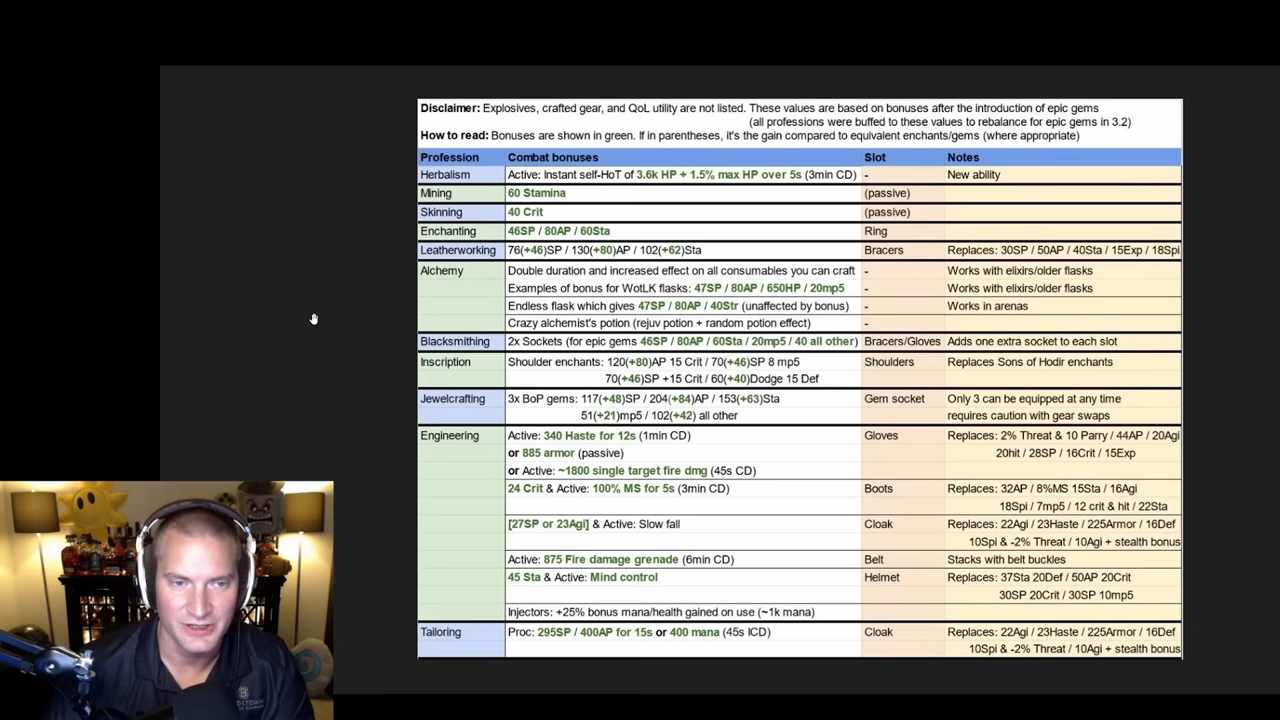 Disclaimer: Explosives, crafted gear, and QoL utility are not listed. These values are based on bonuses after the introduction of epic gems
(all professions were buffed to these values to rebalance for epic gems in 3.2)
How to read: Bonuses are shown in green. If in parentheses, it's the gain compared to equivalent enchants/gems (where appropriate)
Profession Combat bonuses Slot Notes
Herbalism Active: Instant self-HoT of 3.6k HP + 1.5% max HP over 5s (3min CD) - New ability
Mining 60 Stamina (passive)
Skinning 40 Crit (passive)
Enchanting 46SP / 80AP / 60Sta Ring
Leatherworking 76(+46)SP / 130(+80)AP / 102(+62)Sta Bracers Replaces: 30SP / 50AP / 40Sta / 15Exp / 18Spi
Alchemy Double duration and increased effect on all consumables you can craft - Works with elixirs/older flasks
Examples of bonus for WotLK flasks: 47SP / 80AP / 650HP / 20mp5 - Works with elixirs/older flasks
Endless flask which gives 47SP / 80AP / 40Str (unaffected by bonus) - Works in arenas
Crazy alchemist's potion (rejuv potion + random potion effect) -
Blacksmithing 2x Sockets (for epic gems 46SP / 80AP / 60Sta / 20mp5 / 40 all other) Bracers/Gloves Adds one extra socket to each slot
Inscription Shoulder enchants: 120(+80)AP 15 Crit / 70(+46)SP 8 mp5 Shoulders Replaces Sons of Hodir enchants
70(+46)SP +15 Crit / 60(+40)Dodge 15 Def
Jewelcrafting 3x BoP gems: 117(+48)SP / 204(+84)AP / 153(+63)Sta Gem socket Only 3 can be equipped at any time
51(+21)mp5 / 102(+42) all other requires caution with gear swaps
Engineering Active: 340 Haste for 12s (1min CD) Gloves Replaces: 2% Threat & 10 Parry / 44AP / 20Agi
or 885 armor (passive) 20hit / 28SP / 16Crit / 15Exp
or Active: ~1800 single target fire dmg (45s CD)
24 Crit & Active: 100% MS for 5s (3min CD) Boots Replaces: 32AP / 8%MS 15Sta / 16Agi
18Spi / 7mp5 / 12 crit & hit / 22Sta
[27SP or 23Agi] & Active: Slow fall Cloak Replaces: 22Agi / 23Haste / 225Armor / 16Def
10Spi & -2% Threat / 10Agi + stealth bonus
Active: 875 Fire damage grenade (6min CD) Belt Stacks with belt buckles
45 Sta & Active: Mind control Helmet Replaces: 37Sta 20Def / 50AP 20Crit
30SP 20Crit / 30SP 10mp5
Injectors: +25% bonus mana/health gained on use (~1k mana)
Tailoring Proc: 295SP / 400AP for 15s or 400 mana (45s ICD) Cloak Replaces: 22Agi / 23Haste / 225Armor / 16Def
10Spi & -2% Threat / 10Agi + stealth bonus